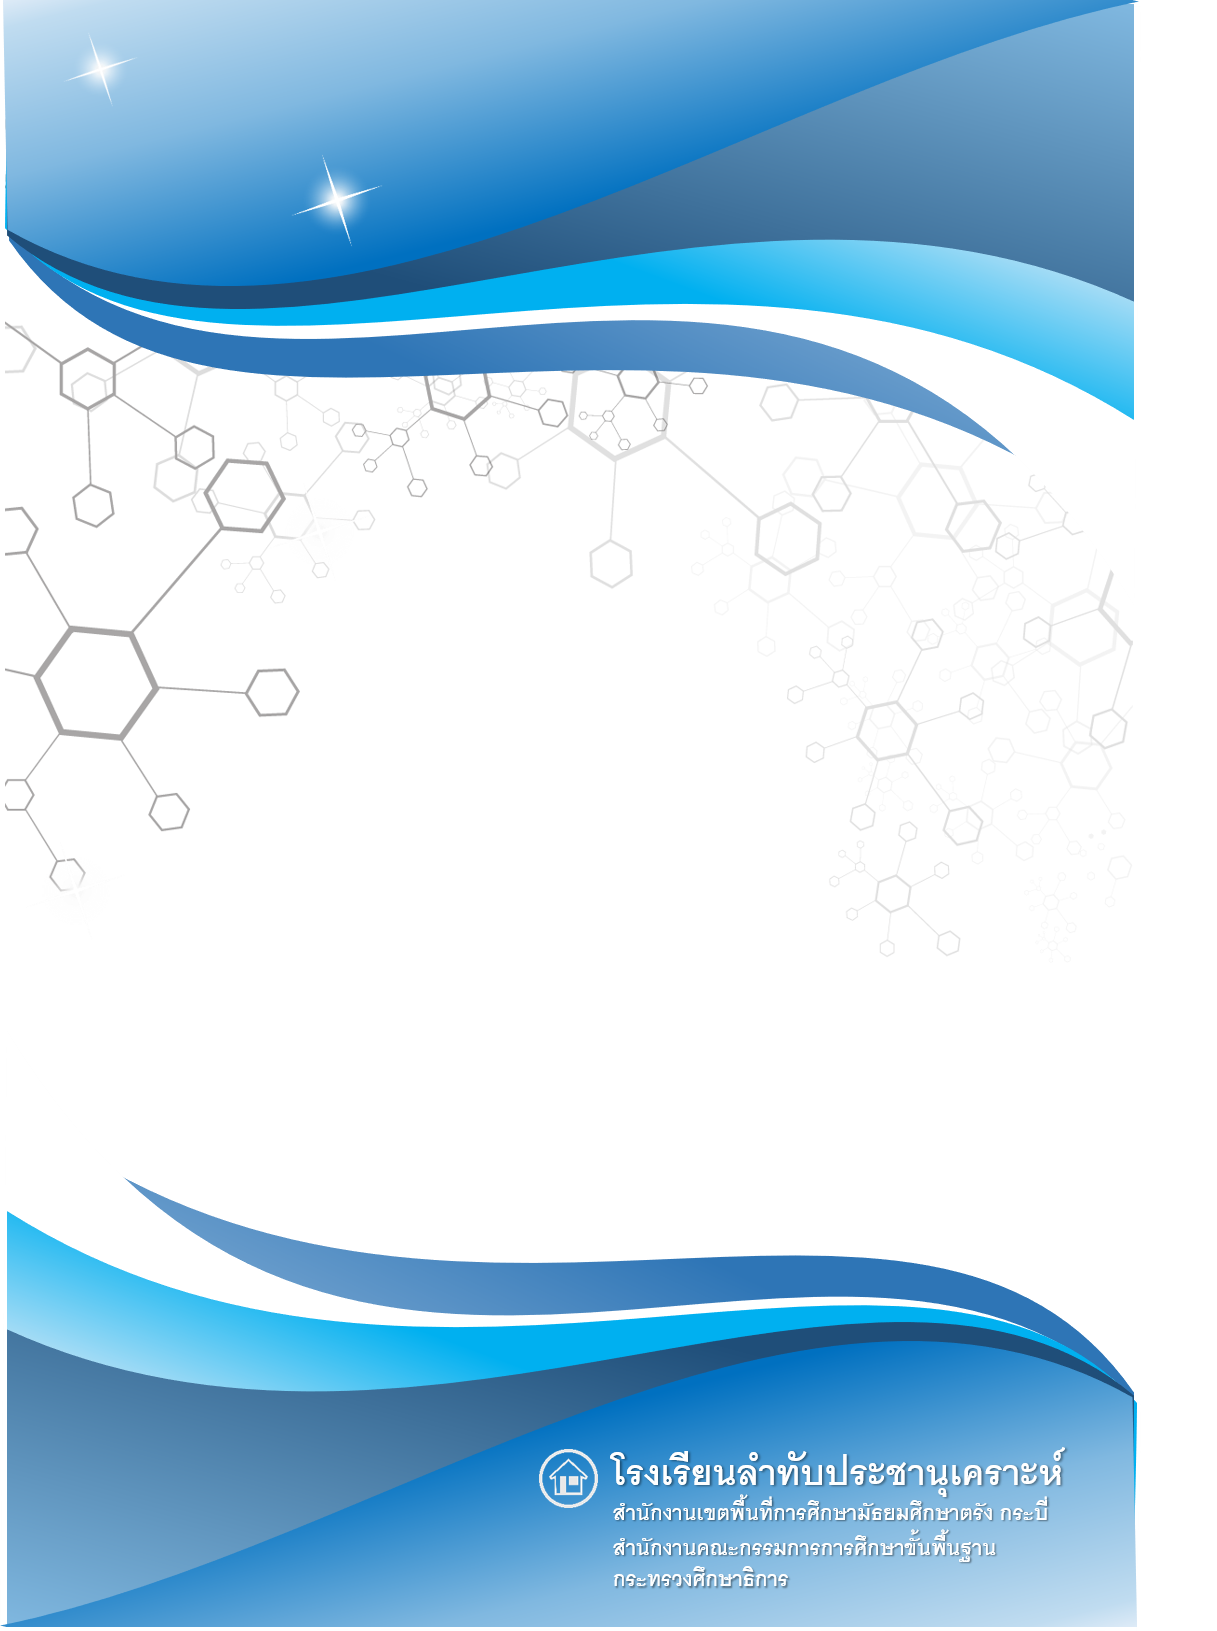 โรงเรียนลำทับประชานุเคราะห์
สำนักงานเขตพื้นที่การศึกษามัธยมศึกษาตรัง กระบี่
สำนักงานคณะกรรมการการศึกษาขั้นพื้นฐาน
กระทรวงศึกษาธิการ